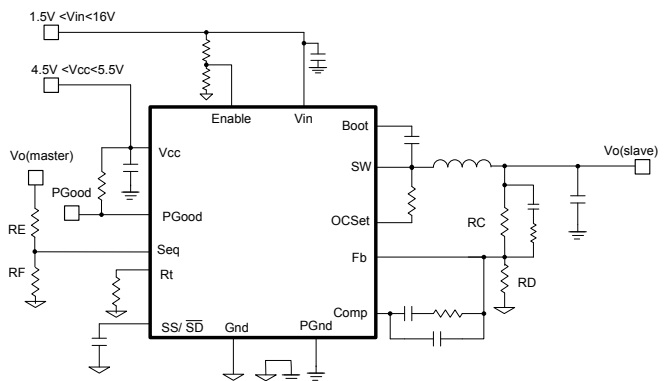 1.5V <Vin<16V
4.5V <Vcc<5.5V
Enable
Vin
Boot
Vo(master)
Vcc
SW
Vo(slave)
PGood
PGood
OCSet
RC
RE
Seq
Fb
RF
Rt
RD
Comp
SS/ SD
Gnd
PGnd